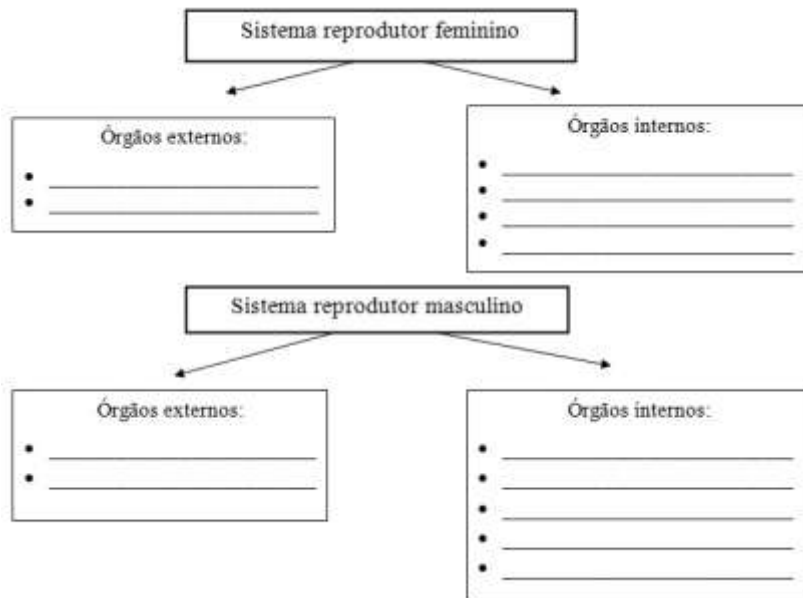 Sistema reprodutor feminino
Órgãos externos:
Órgãos internos:
Sistema reprodutor masculino
Órgãos externos:
Órgãos internos: